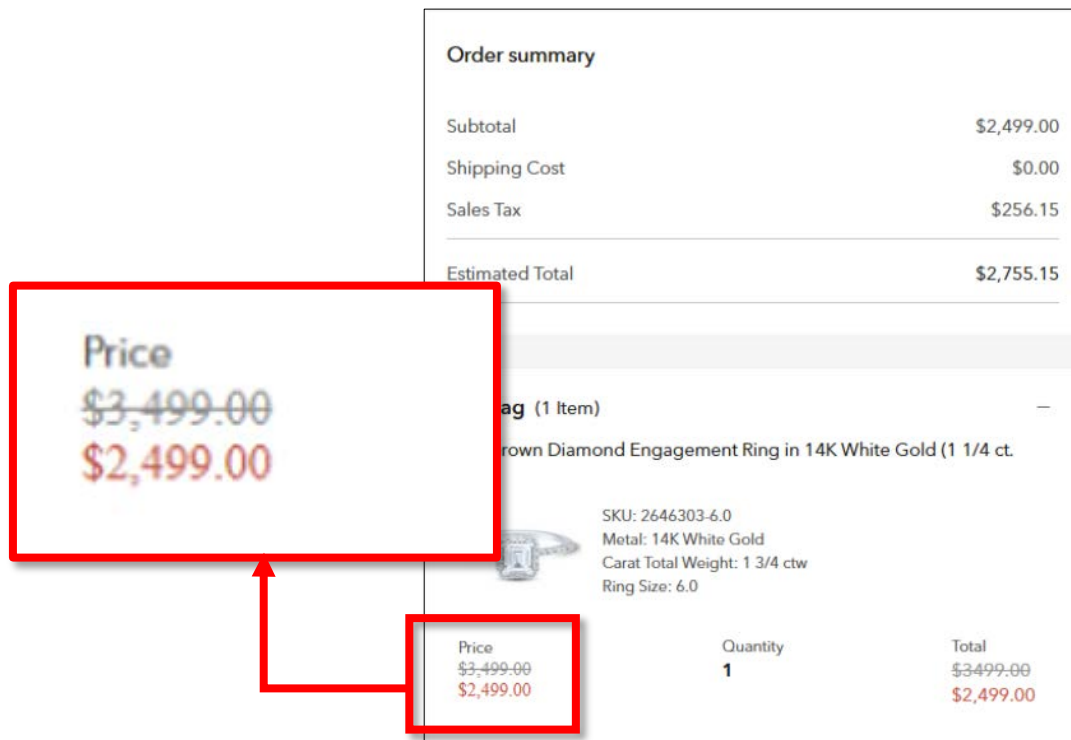 Order summary
Subtotal $2,499.00
Shipping Cost $0.00
Sales Tax $256.15
Estimated Total $2,755.15
Price
$3,499.00
$2,499.00
ag (1 Item)
rown Diamond Engagement Ring in 14K White Gold (1 1/4 ct.
SKU: 2646303-6.0
Metal: 14K White Gold
Carat Total Weight: 1 3/4 ctw
Ring Size: 6.0
Price Quantity Total
$3,499.00 1 $3499.00
$2,499.00 $2,499.00